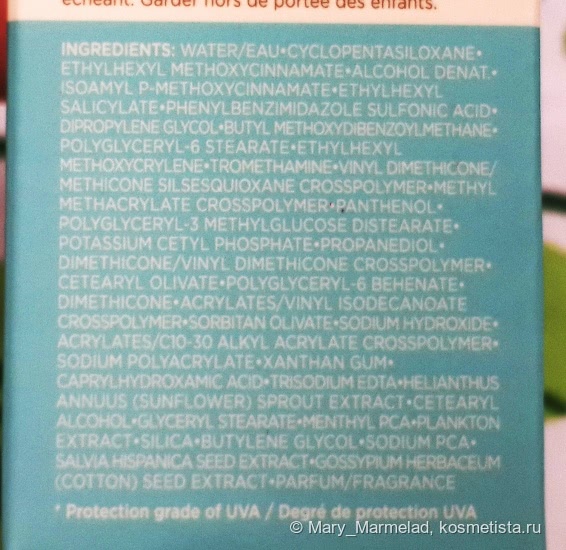 échéant. Garder hors de portée des enfants.
INGREDIENTS: WATER/EAU•CYCLOPENTASILOXANE•
ETHYLHEXYL METHOXYCINNAMATE•ALCOHOL DENAT.•
ISOAMYL P-METHOXYCINNAMATE•ETHYLHEXYL
SALICYLATE•PHENYLBENZIMIDAZOLE SULFONIC ACID•
DIPROPYLENE GLYCOL•BUTYL METHOXYDIBENZOYLMETHANE•
POLYGLYCERYL-6 STEARATE•ETHYLHEXYL
METHOXYCRYLENE•TROMETHAMINE•VINYL DIMETHICONE/
METHICONE SILSESQUIOXANE CROSSPOLYMER•METHYL
METHACRYLATE CROSSPOLYMER•PANTHENOL•
POLYGLYCERYL-3 METHYLGLUCOSE DISTEARATE•
POTASSIUM CETYL PHOSPHATE•PROPANEDIOL•
DIMETHICONE/VINYL DIMETHICONE CROSSPOLYMER•
CETEARYL OLIVATE•POLYGLYCERYL-6 BEHENATE•
DIMETHICONE•ACRYLATES/VINYL ISODECANOATE
CROSSPOLYMER•SORBITAN OLIVATE•SODIUM HYDROXIDE•
ACRYLATES/C10-30 ALKYL ACRYLATE CROSSPOLYMER•
SODIUM POLYACRYLATE•XANTHAN GUM•
CAPRYLHYDROXAMIC ACID•TRISODIUM EDTA•HELIANTHUS
ANNUUS (SUNFLOWER) SPROUT EXTRACT•CETEARYL
ALCOHOL•GLYCERYL STEARATE•MENTHYL PCA•PLANKTON
EXTRACT•SILICA•BUTYLENE GLYCOL•SODIUM PCA•
SALVIA HISPANICA SEED EXTRACT•GOSSYPIUM HERBACEUM
(COTTON) SEED EXTRACT•PARFUM/FRAGRANCE
* Protection grade of UVA / Degré de protection UVA
© Mary_Marmelad, kosmetista.ru